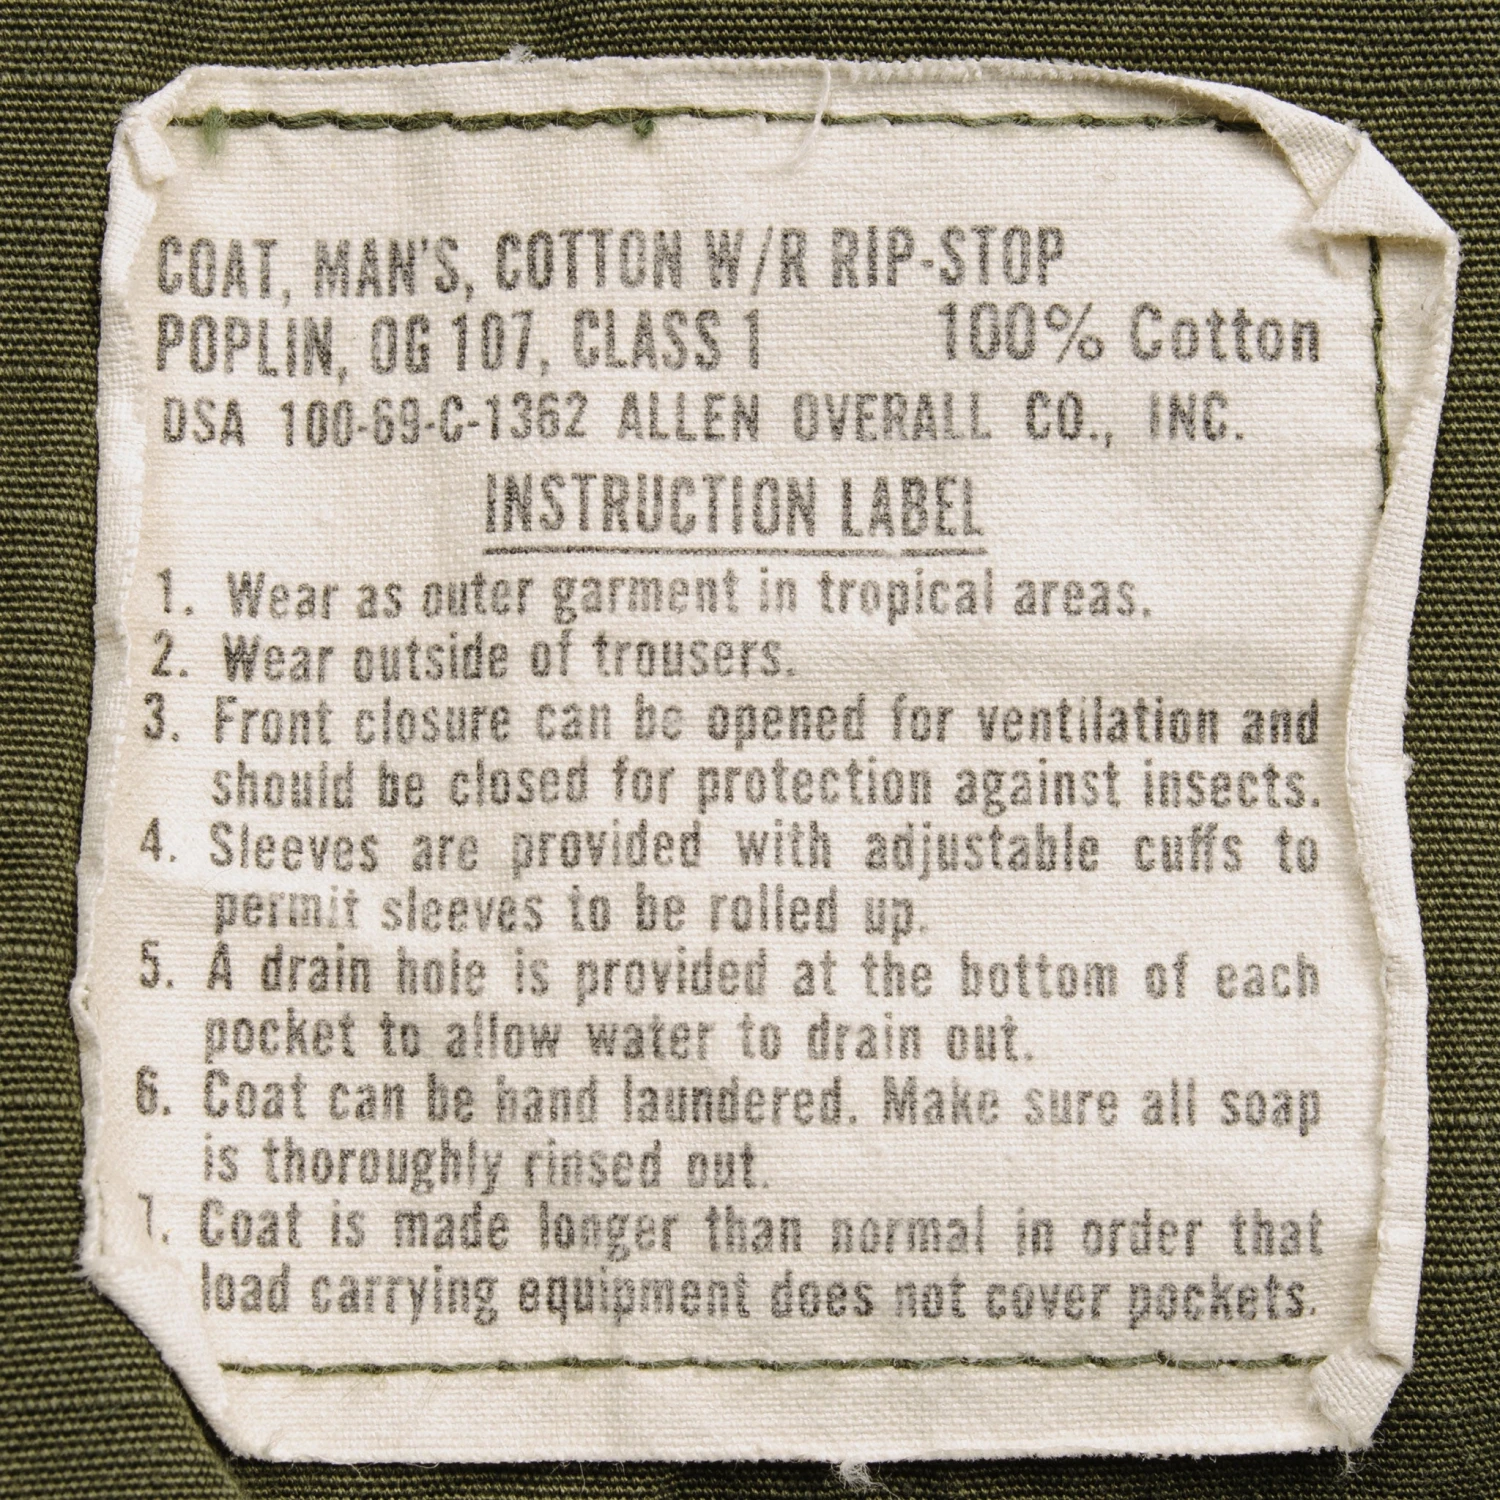 COAT, MAN'S, COTTON W/R RIP-STOP
POPLIN, OG 107, CLASS 1 100% Cotton
DSA 100-69-C-1362 ALLEN OVERALL CO., INC.
INSTRUCTION LABEL
1. Wear as outer garment in tropical areas.
2. Wear outside of trousers.
3. Front closure can be opened for ventilation and
should be closed for protection against insects.
4. Sleeves are provided with adjustable cuffs to
permit sleeves to be rolled up.
5. A drain hole is provided at the bottom of each
pocket to allow water to drain out.
6. Coat can be hand laundered. Make sure all soap
is thoroughly rinsed out.
7. Coat is made longer than normal in order that
load carrying equipment does not cover pockets.